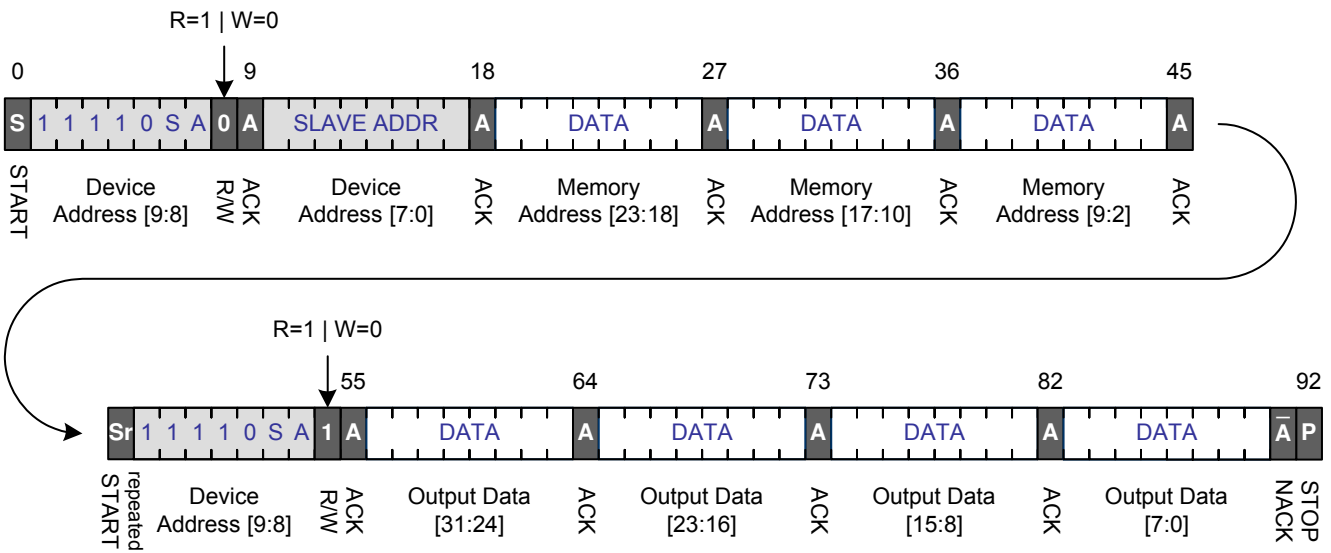 R=1 | W=0
0 9 18 27 36 45
S 1 1 1 1 0 S A 0 A SLAVE ADDR A DATA A DATA A DATA A
START Device Address [9:8] R/W ACK Device Address [7:0] ACK Memory Address [23:18] ACK Memory Address [17:10] ACK Memory Address [9:2] ACK
R=1 | W=0
55 64 73 82 92
Sr 1 1 1 1 0 S A 1 A DATA A DATA A DATA A DATA A̅ P
repeated START Device Address [9:8] R/W ACK Output Data [31:24] ACK Output Data [23:16] ACK Output Data [15:8] ACK Output Data [7:0] NACK STOP